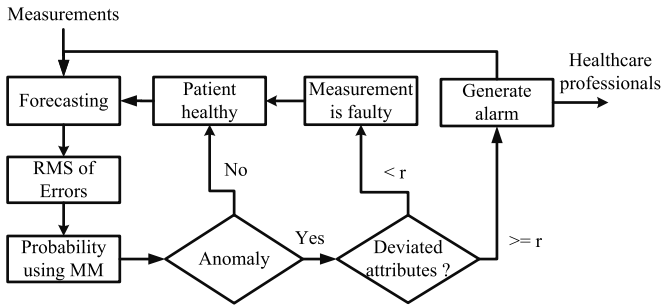 Measurements
Healthcare
professionals
Forecasting
Patient
healthy
Measurement
is faulty
Generate
alarm
RMS of
Errors
No
< r
Probability
using MM
Anomaly
Yes
Deviated
attributes ?
>= r